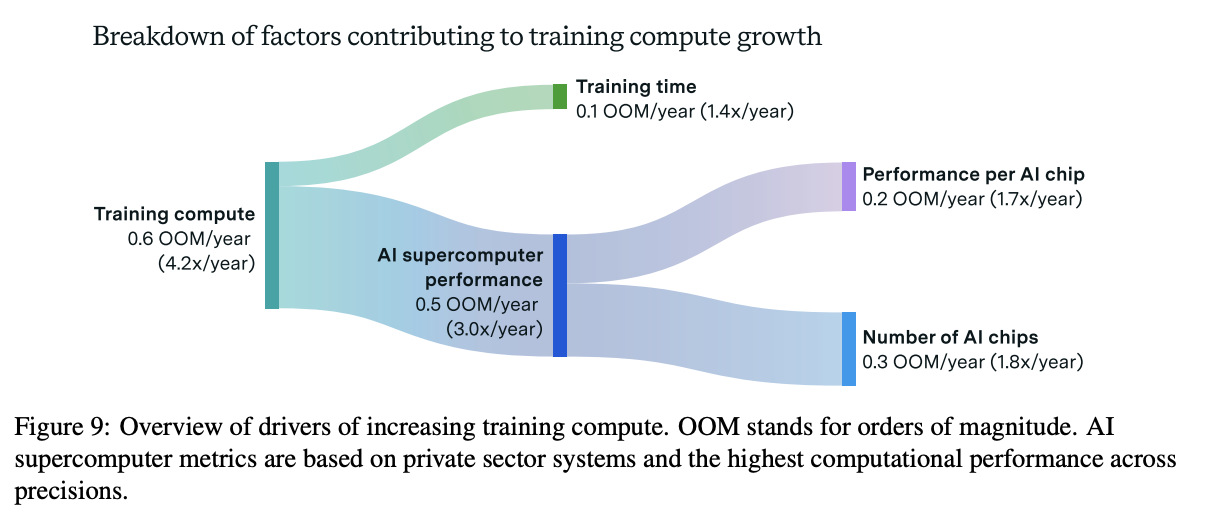 Breakdown of factors contributing to training compute growth
Training time
0.1 OOM/year (1.4x/year)
Performance per AI chip
0.2 OOM/year (1.7x/year)
Training compute
0.6 OOM/year
(4.2x/year)
AI supercomputer
performance
0.5 OOM/year
(3.0x/year)
Number of AI chips
0.3 OOM/year (1.8x/year)
Figure 9: Overview of drivers of increasing training compute. OOM stands for orders of magnitude. AI
supercomputer metrics are based on private sector systems and the highest computational performance across
precisions.